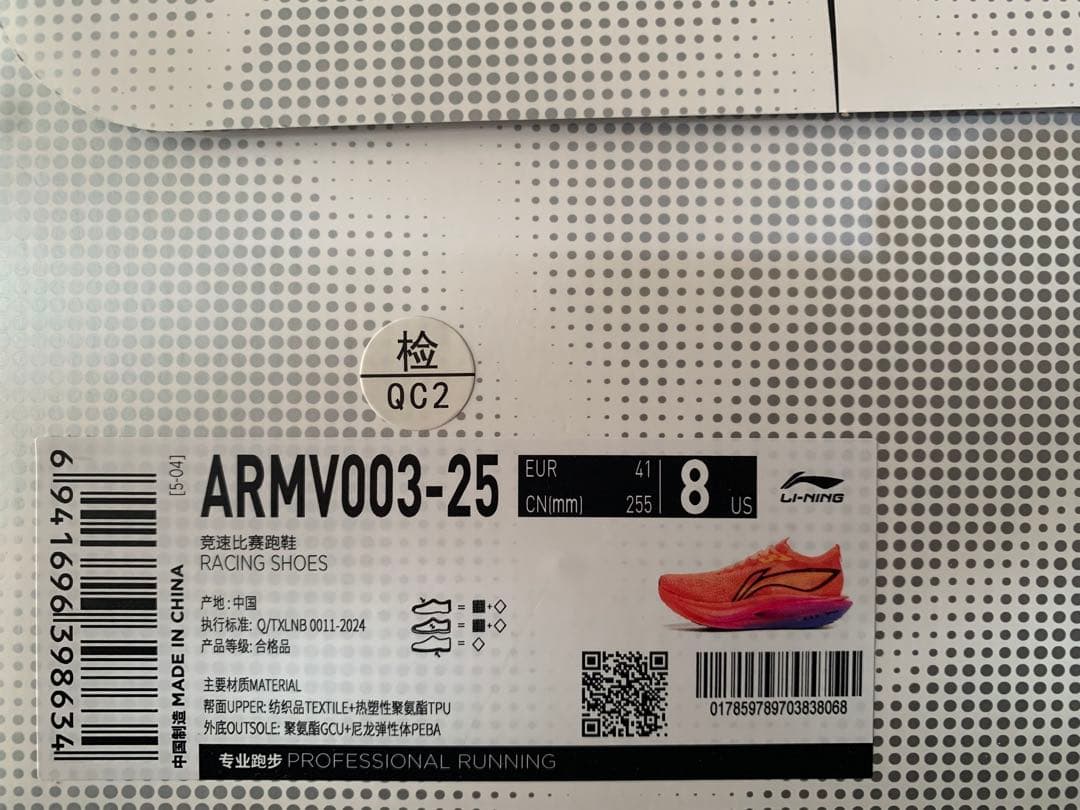 检
QC2
6 941696 398634
中國制造 MADE IN CHINA
[5-04]
ARMV003-25
EUR 41
CN(mm) 255
8 US
LI-NING
竞速比赛跑鞋
RACING SHOES
产地: 中国
执行标准: Q/TXLNB 0011-2024
产品等级: 合格品
= +
= +
=
主要材质MATERIAL
帮面UPPER: 纺织品TEXTILE+热塑性聚氨酯TPU
外底OUTSOLE: 聚氨酯GCU+尼龙弹性体PEBA
017859789703838068
专业跑步 PROFESSIONAL RUNNING